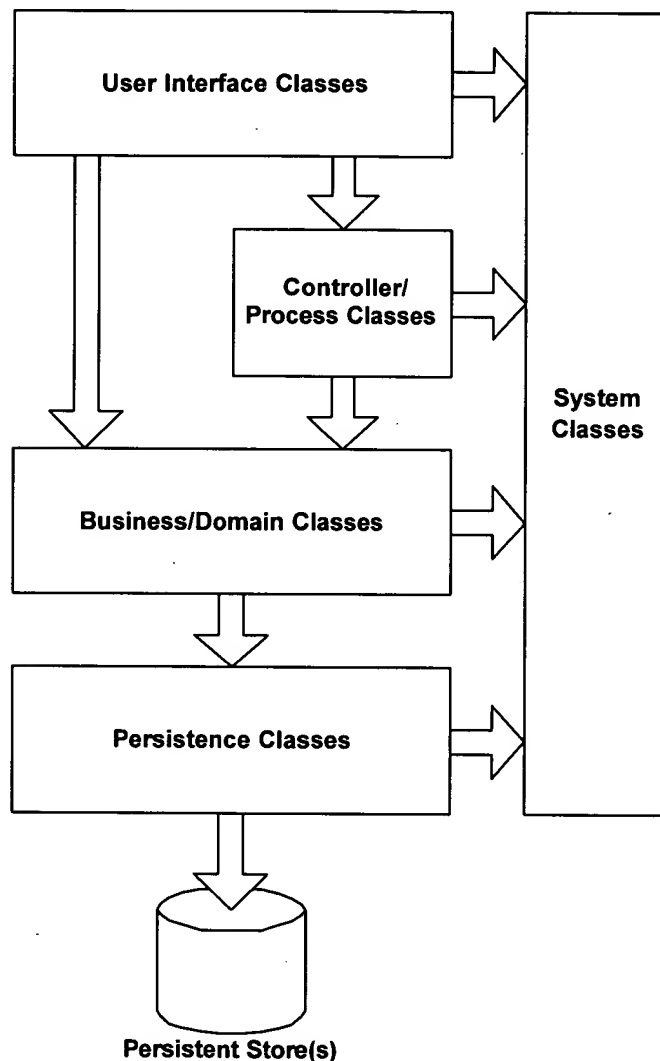 User Interface Classes
Controller/
Process Classes
System
Classes
Business/Domain Classes
Persistence Classes
Persistent Store(s)